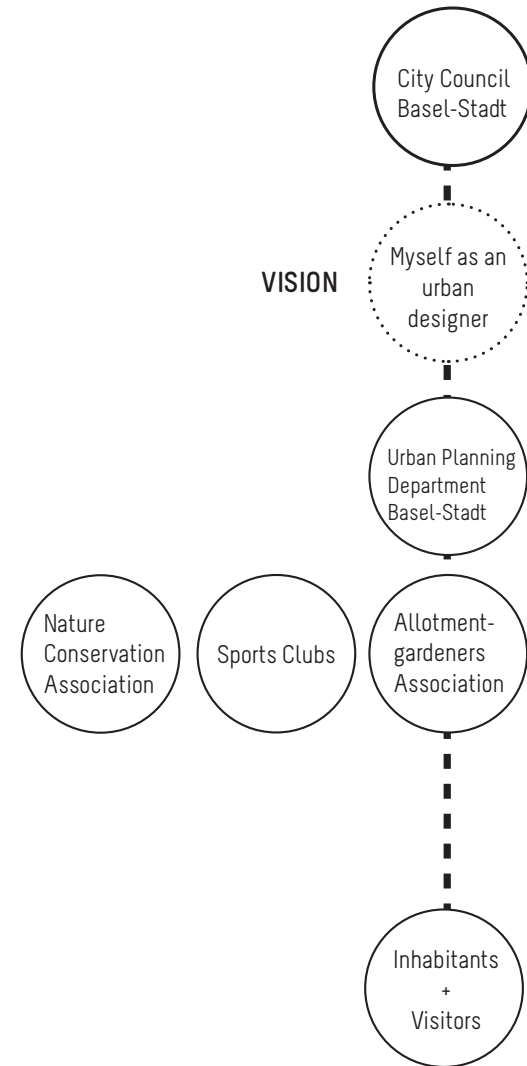 City Council
Basel-Stadt
VISION
Myself as an
urban
designer
Urban Planning
Department
Basel-Stadt
Nature
Conservation
Association
Sports Clubs
Allotment-
gardeners
Association
Inhabitants
+
Visitors